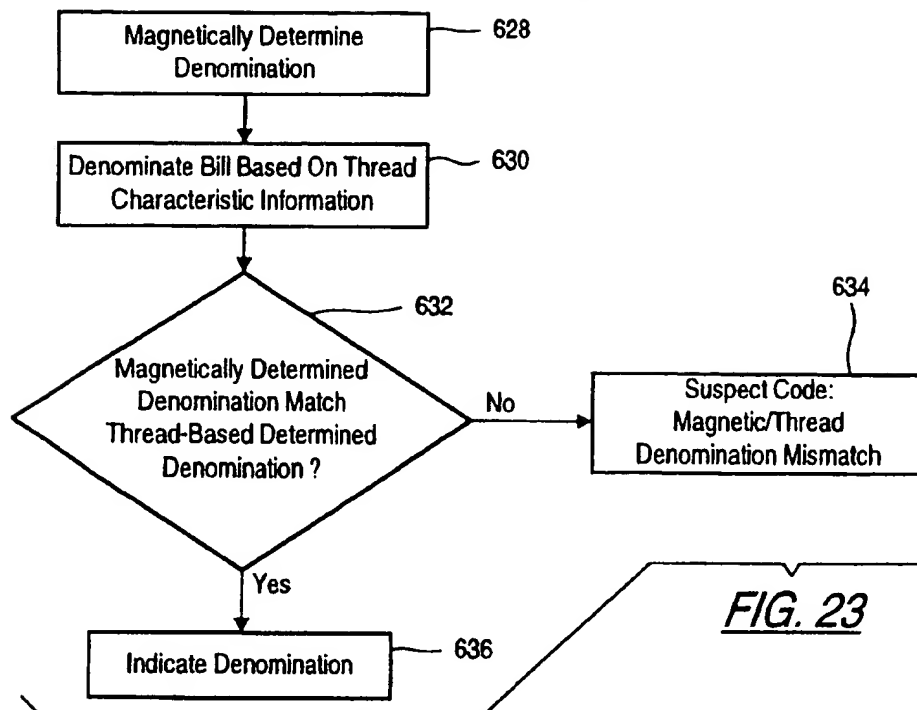 Magnetically Determine
Denomination
628
Denominate Bill Based On Thread
Characteristic Information
630
632
Magnetically Determined
Denomination Match
Thread-Based Determined
Denomination ?
No
634
Suspect Code:
Magnetic/Thread
Denomination Mismatch
Yes
Indicate Denomination
636
FIG. 23